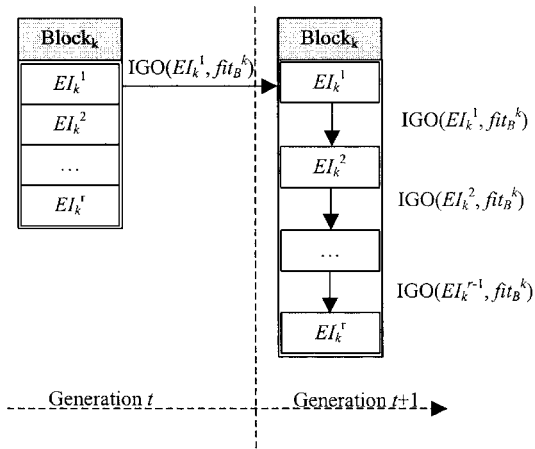 Block_k
EI_k^1
EI_k^2
...
EI_k^r
IGO(EI_k^1, fit_B^k)
Block_k
EI_k^1
IGO(EI_k^1, fit_B^k)
EI_k^2
IGO(EI_k^2, fit_B^k)
...
IGO(EI_k^{r-1}, fit_B^k)
EI_k^r
Generation t
Generation t+1